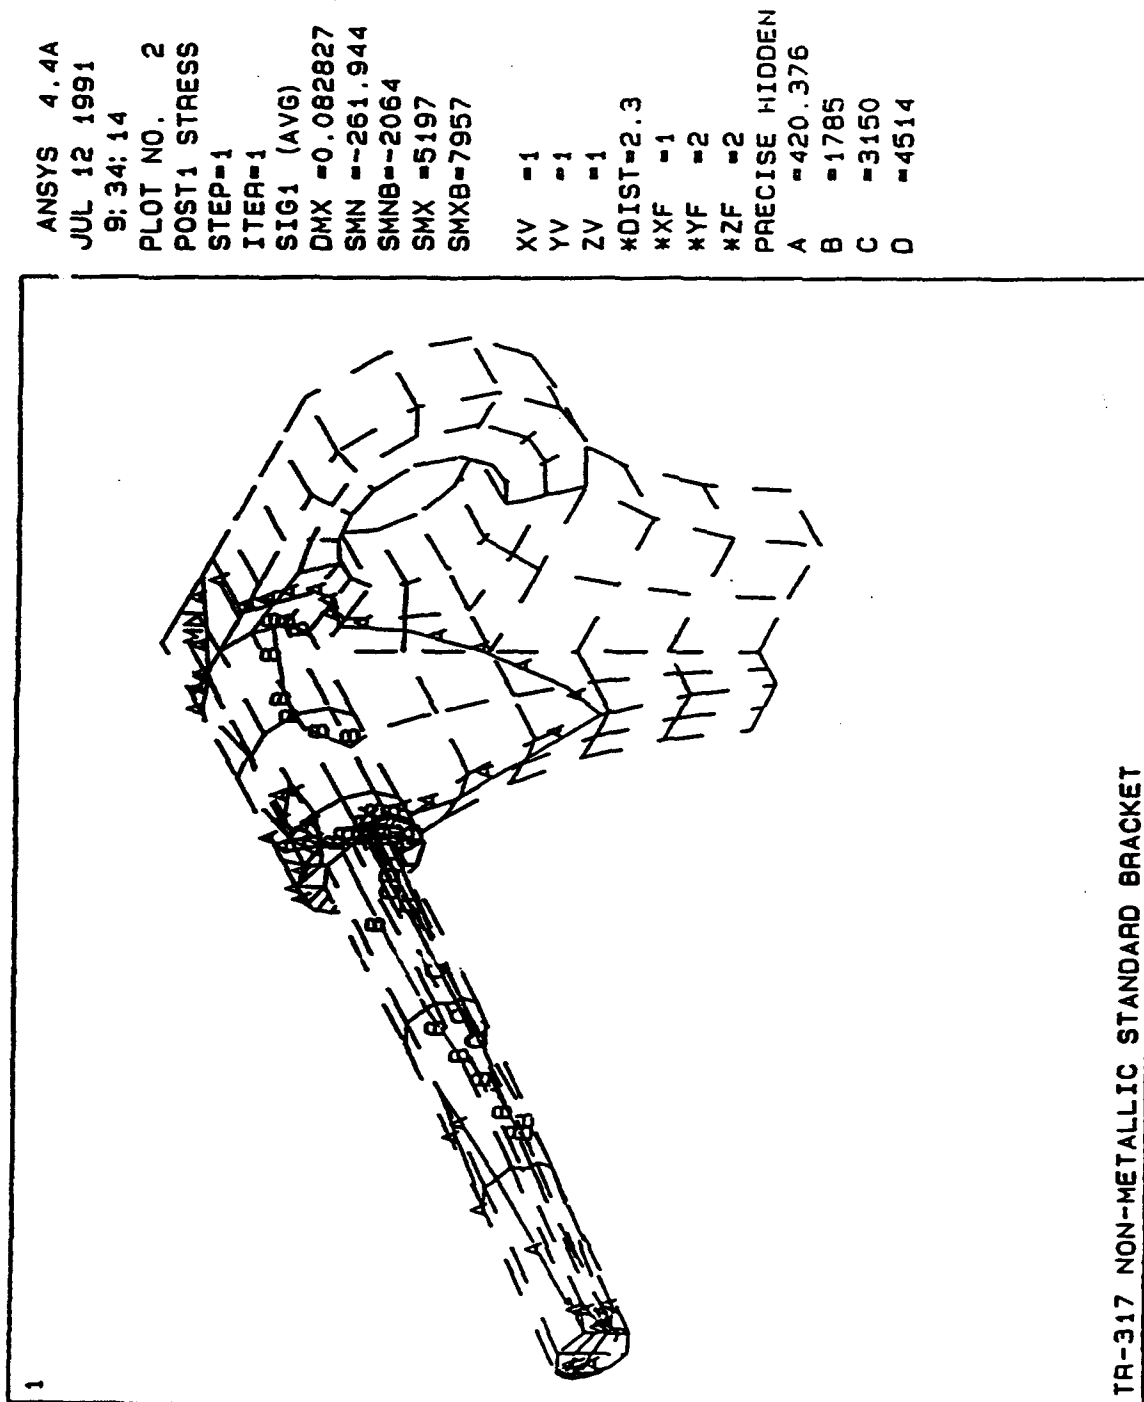 ANSYS 4.4A
JUL 12 1991
9:34:14
PLOT NO. 2
POST1 STRESS
STEP=1
ITER=1
SIG1 (AVG)
DMX =0.082827
SMN =-261.944
SMNB=-2064
SMX =5197
SMXB=7957
XV =1
YV =1
ZV =1
*DIST=2.3
*XF =1
*YF =2
*ZF =2
PRECISE HIDDEN
A =420.376
B =1785
C =3150
D =4514
1
MN
TR-317 NON-METALLIC STANDARD BRACKET